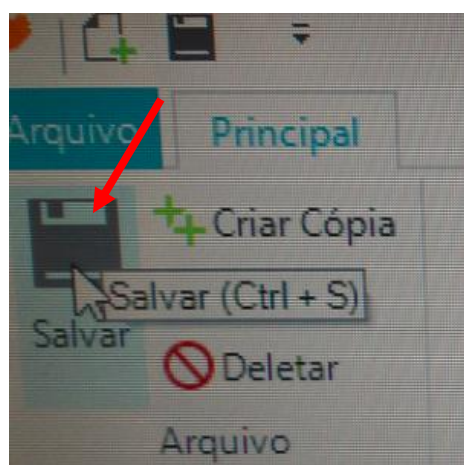 Arquivo Principal
Criar Cópia
Salvar (Ctrl + S)
Salvar
Deletar
Arquivo